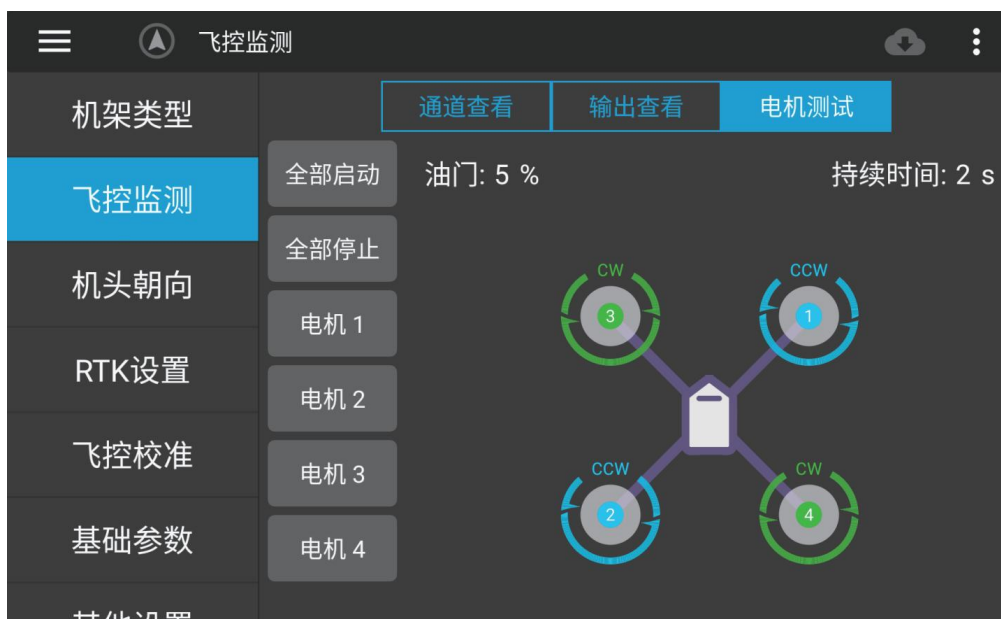 飞控监测
机架类型
飞控监测
机头朝向
RTK设置
飞控校准
基础参数
通道查看
输出查看
电机测试
全部启动
全部停止
电机 1
电机 2
电机 3
电机 4
油门: 5 %
持续时间: 2 s
CW
3
CCW
1
CCW
2
CW
4